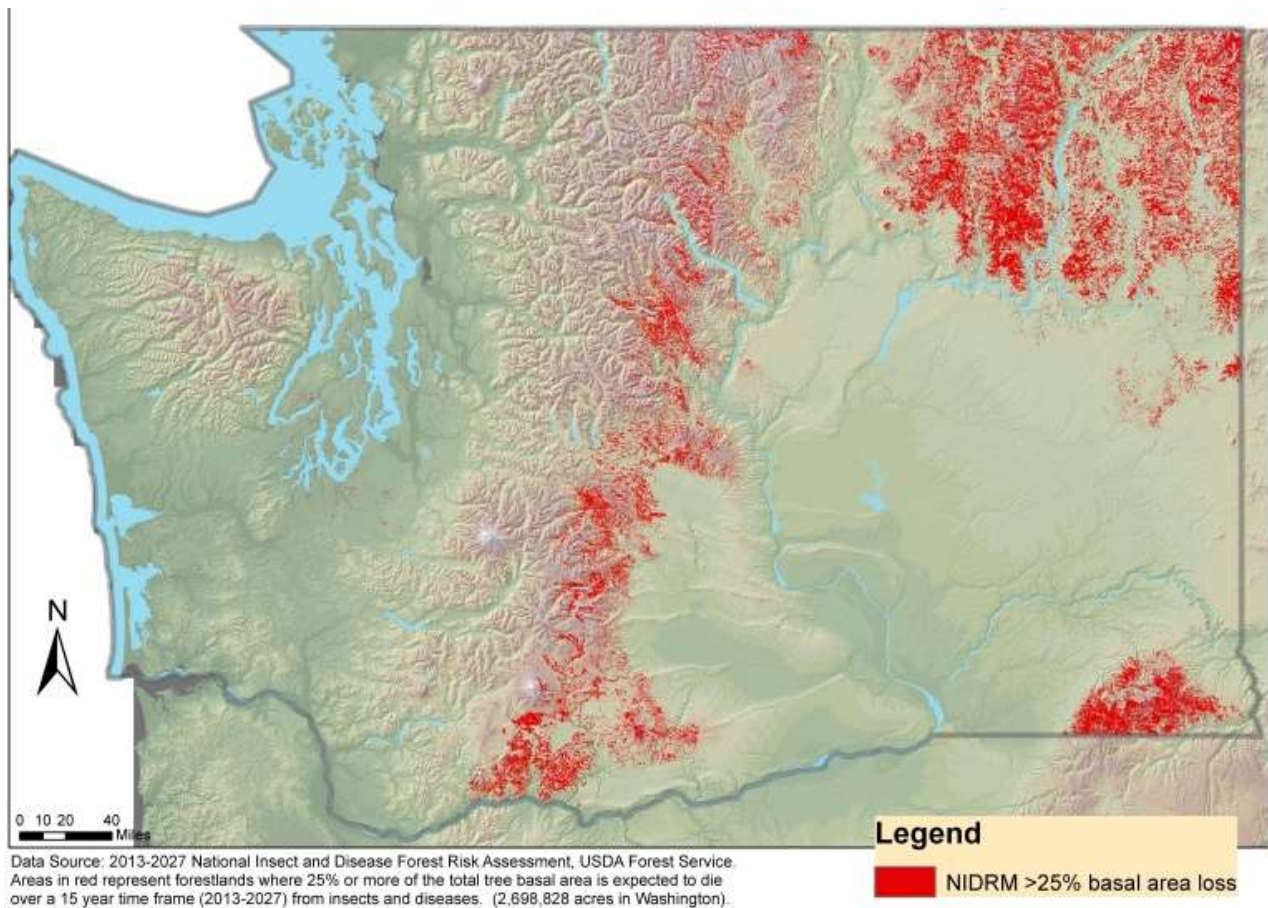 N
0 10 20 40
Miles
Legend
NIDRM >25% basal area loss
Data Source: 2013-2027 National Insect and Disease Forest Risk Assessment, USDA Forest Service.
Areas in red represent forestlands where 25% or more of the total tree basal area is expected to die
over a 15 year time frame (2013-2027) from insects and diseases. (2,698,828 acres in Washington).